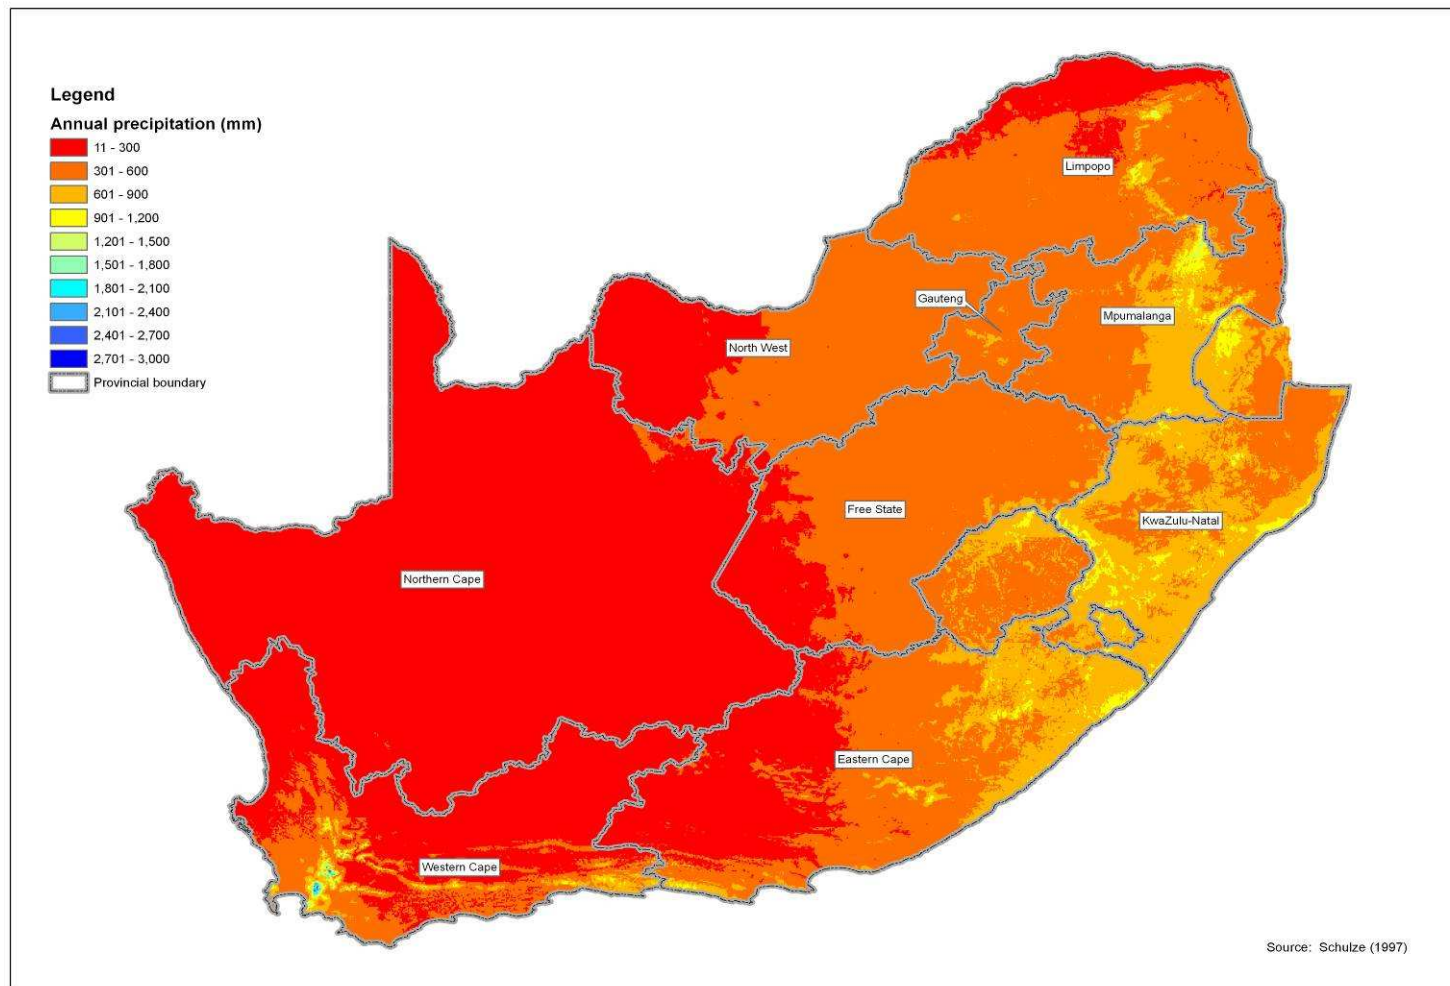 Legend
Annual precipitation (mm)
11 - 300
301 - 600
601 - 900
901 - 1,200
1,201 - 1,500
1,501 - 1,800
1,801 - 2,100
2,101 - 2,400
2,401 - 2,700
2,701 - 3,000
Provincial boundary
Limpopo
Gauteng
Mpumalanga
North West
Free State
KwaZulu-Natal
Northern Cape
Eastern Cape
Western Cape
Source: Schulze (1997)